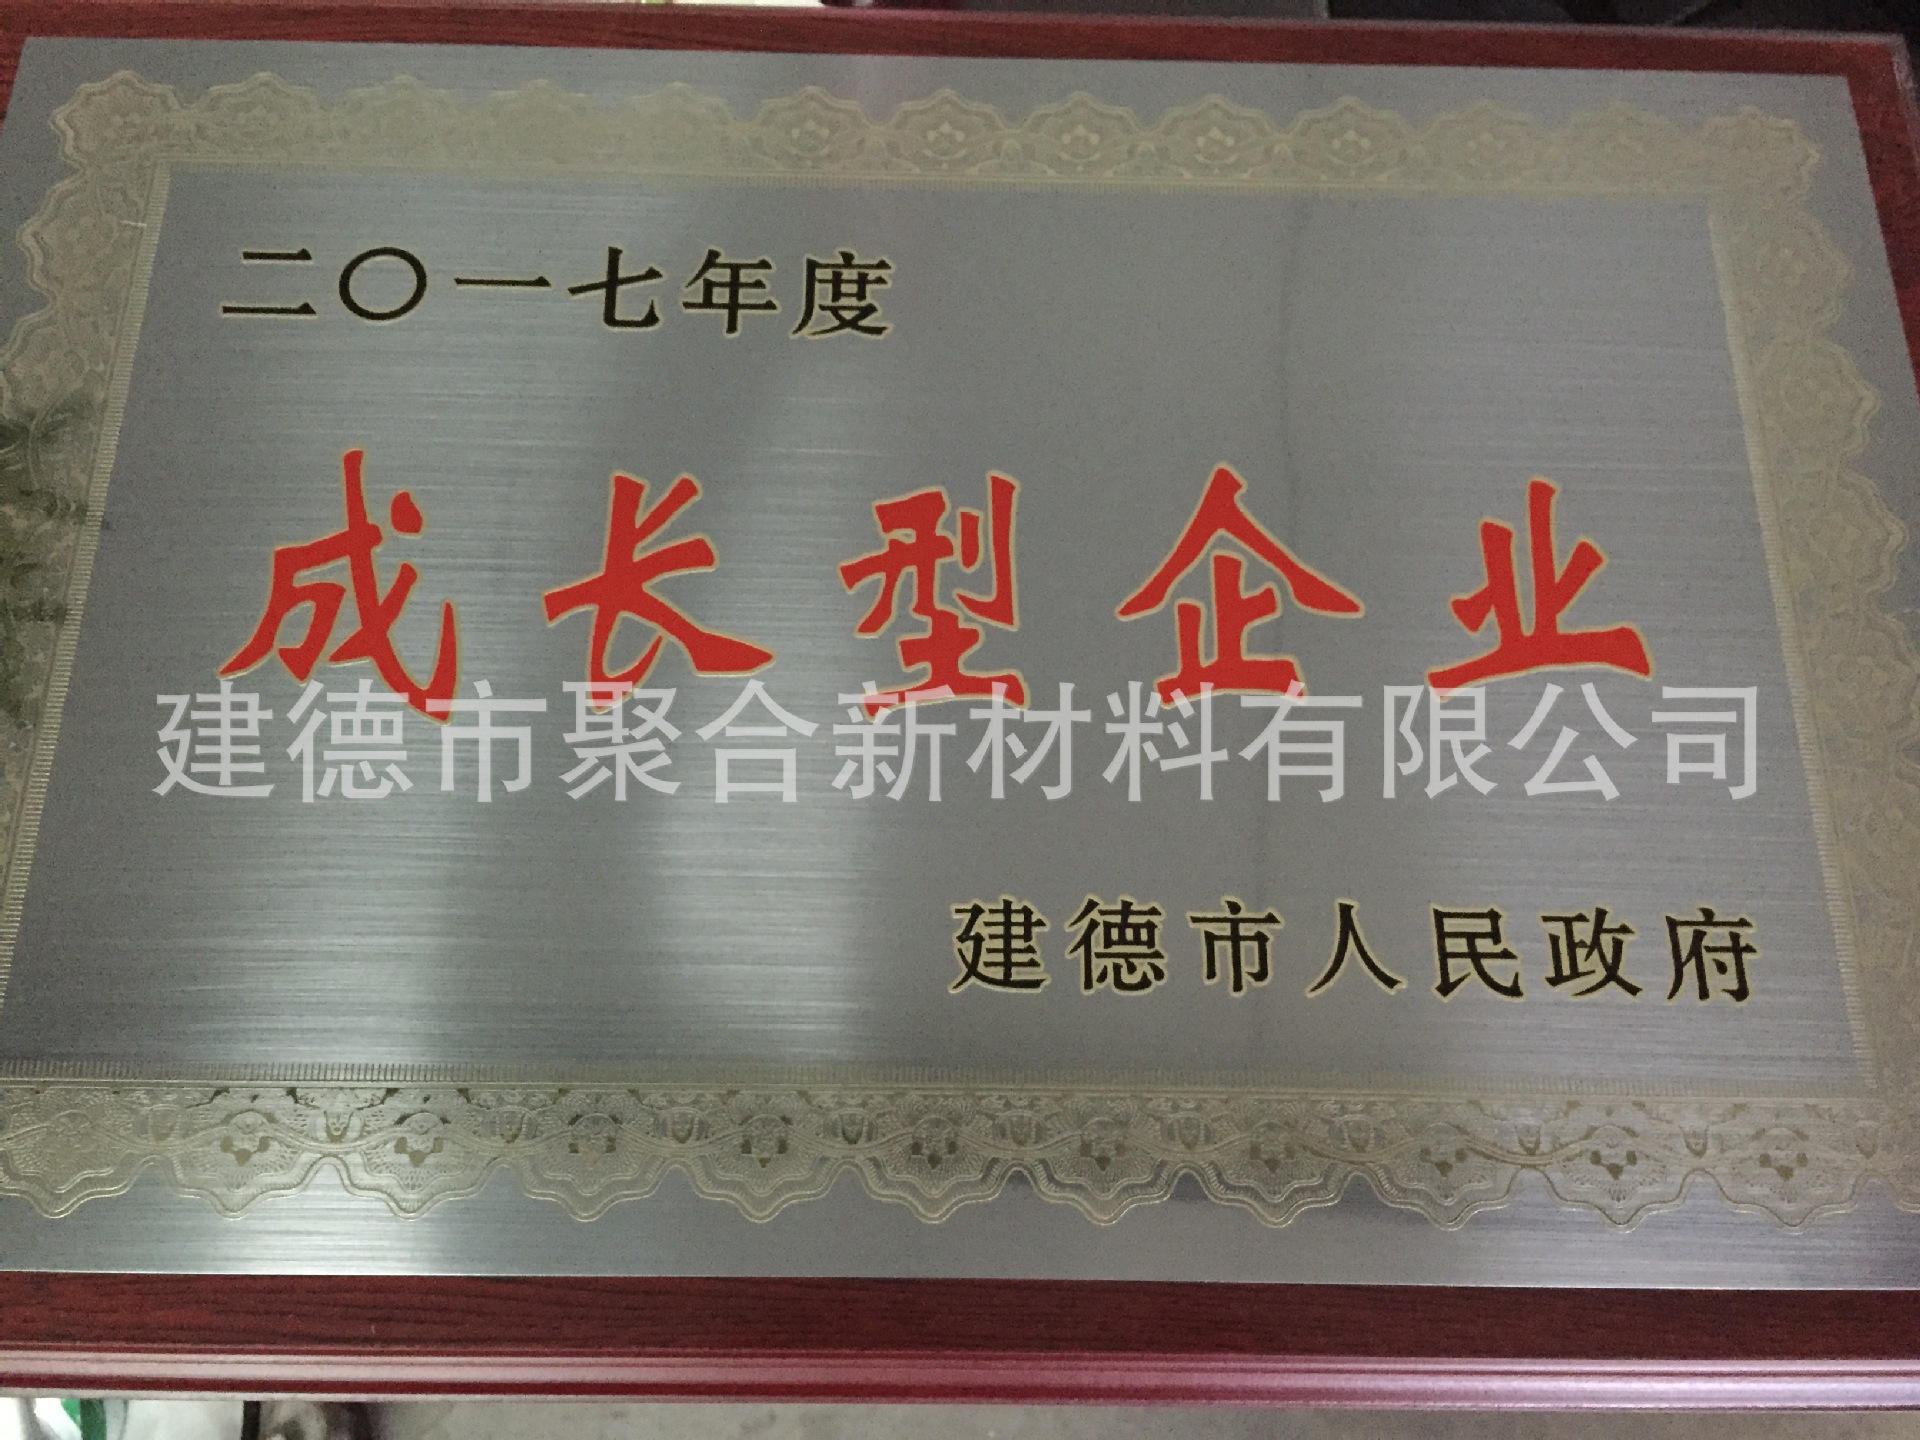 二〇一七年度
成长型企业
建德市聚合新材料有限公司
建德市人民政府